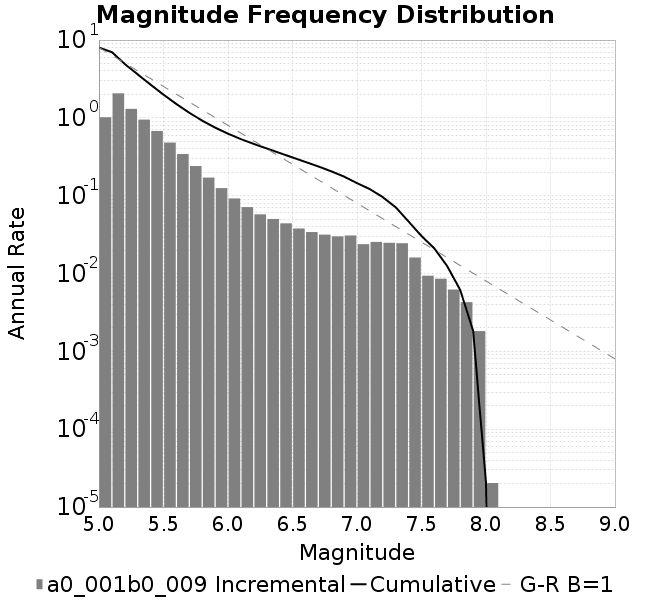 Magnitude Frequency Distribution
10^1
10^0
10^-1
10^-2
10^-3
10^-4
10^-5
Annual Rate
5.0 5.5 6.0 6.5 7.0 7.5 8.0 8.5 9.0
Magnitude
a0_001b0_009 Incremental Cumulative G-R B=1